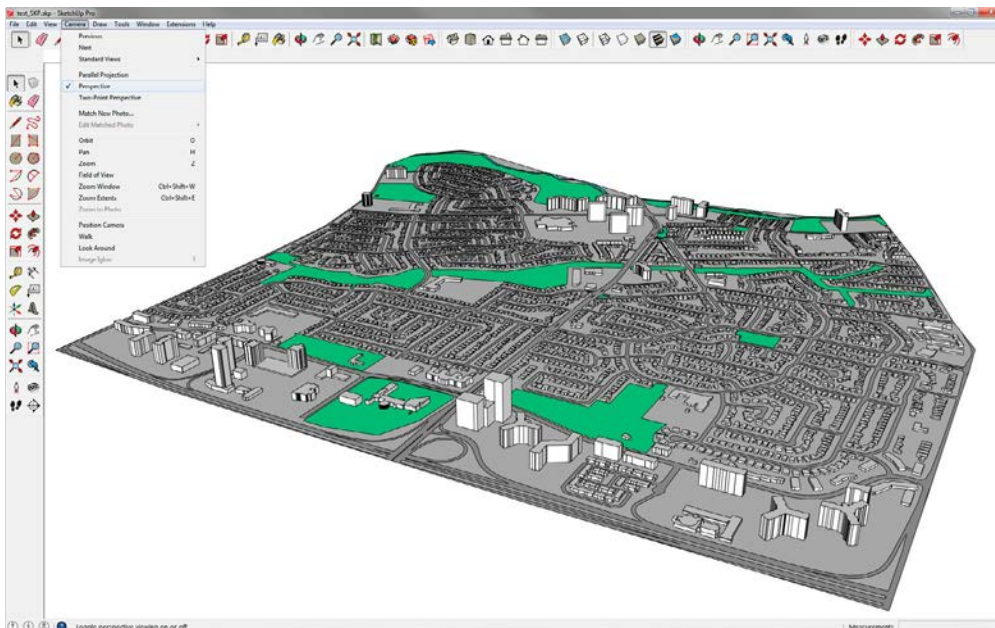 test_SKP.skp - SketchUp Pro
File Edit View Camera Draw Tools Window Extensions Help
Previous
Next
Standard Views
Parallel Projection
Perspective
Two-Point Perspective
Match New Photo...
Edit Matched Photo
Orbit O
Pan H
Zoom Z
Field of View
Zoom Window Ctrl+Shift+W
Zoom Extents Ctrl+Shift+E
Zoom to Photo
Position Camera
Walk
Look Around
Image Igloo I
Toggle perspective viewing on or off.
Measurements